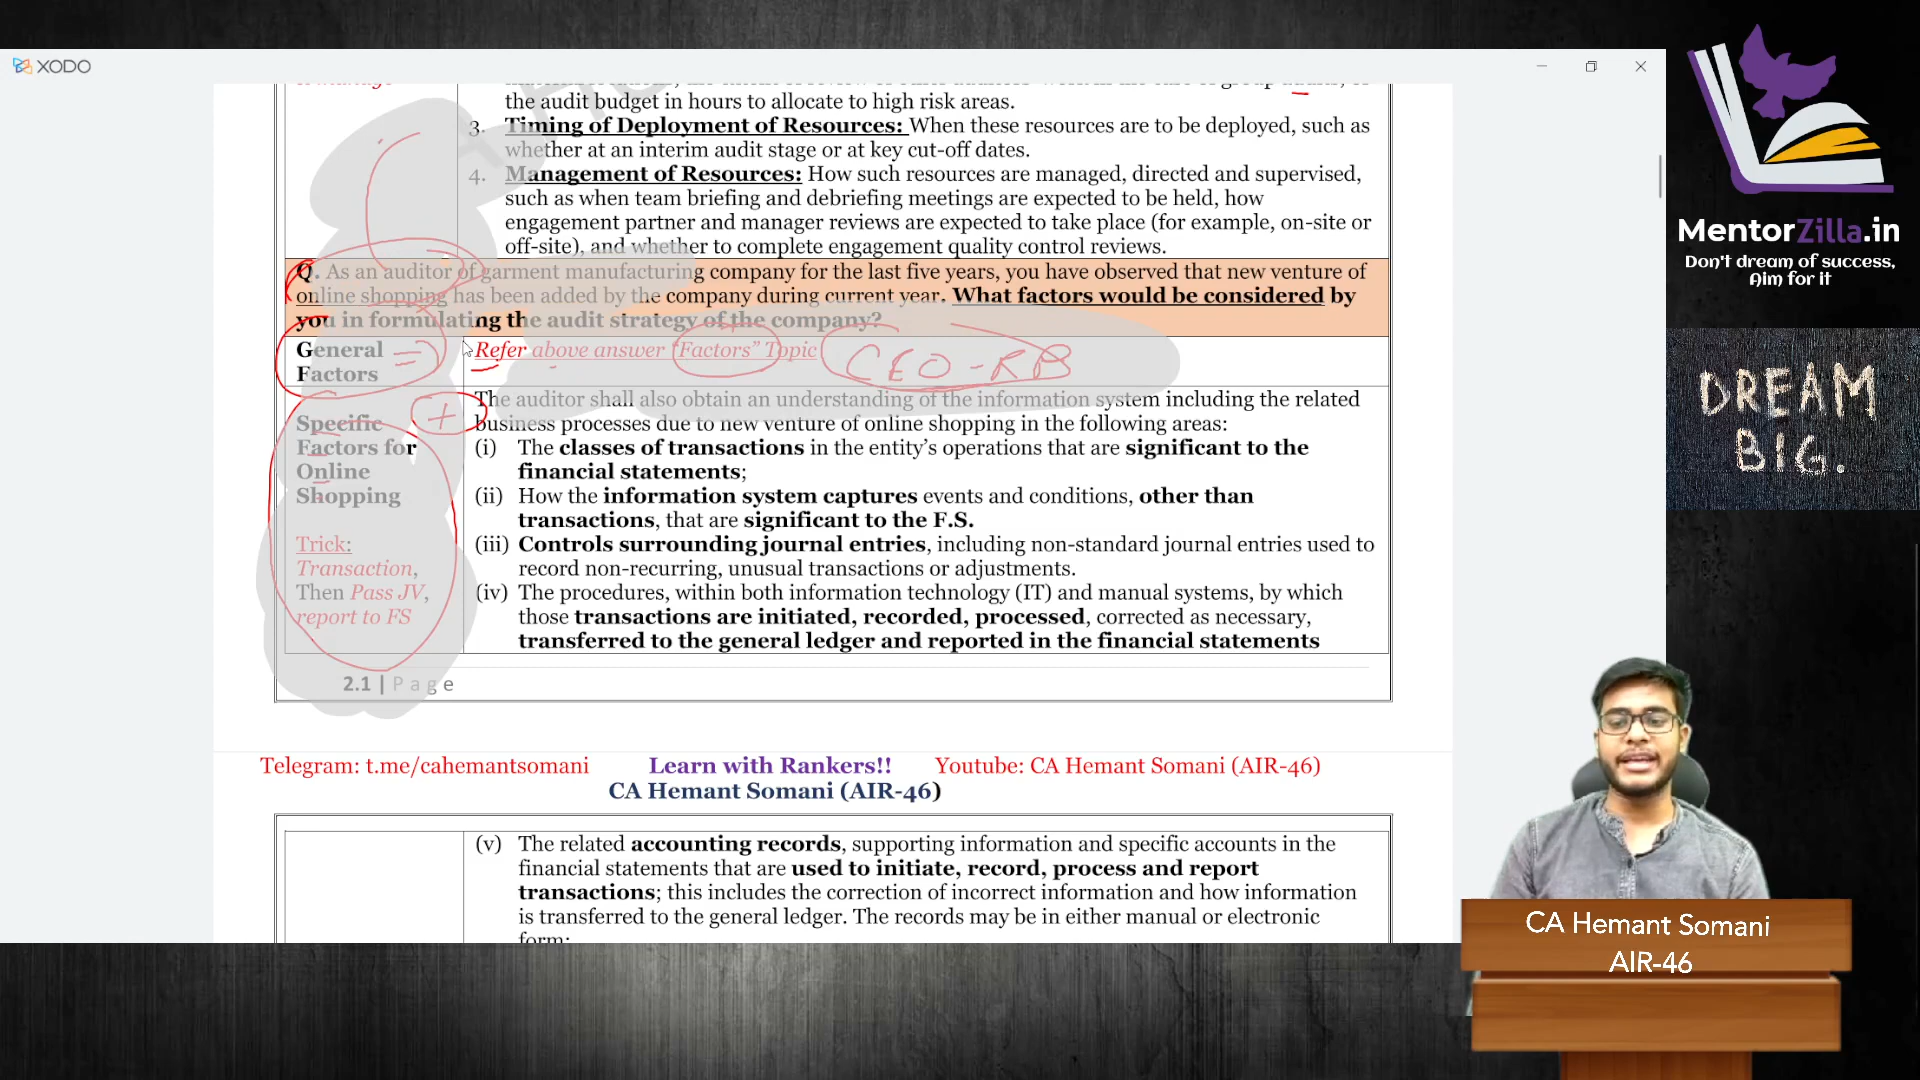 XODO
the audit budget in hours to allocate to high risk areas.
3. Timing of Deployment of Resources: When these resources are to be deployed, such as
whether at an interim audit stage or at key cut-off dates.
4. Management of Resources: How such resources are managed, directed and supervised,
such as when team briefing and debriefing meetings are expected to be held, how
engagement partner and manager reviews are expected to take place (for example, on-site or
off-site), and whether to complete engagement quality control reviews.
Q. As an auditor of garment manufacturing company for the last five years, you have observed that new venture of
online shopping has been added by the company during current year. What factors would be considered by
you in formulating the audit strategy of the company?
General
Factors
Refer above answer "Factors" Topic
CEO-RB
Specific
Factors for
Online
Shopping
Trick:
Transaction,
Then Pass JV,
report to FS
+
The auditor shall also obtain an understanding of the information system including the related
business processes due to new venture of online shopping in the following areas:
(i) The classes of transactions in the entity's operations that are significant to the
financial statements;
(ii) How the information system captures events and conditions, other than
transactions, that are significant to the F.S.
(iii) Controls surrounding journal entries, including non-standard journal entries used to
record non-recurring, unusual transactions or adjustments.
(iv) The procedures, within both information technology (IT) and manual systems, by which
those transactions are initiated, recorded, processed, corrected as necessary,
transferred to the general ledger and reported in the financial statements
2.1 | Page
Telegram: t.me/cahemantsomani Learn with Rankers!! Youtube: CA Hemant Somani (AIR-46)
CA Hemant Somani (AIR-46)
(v) The related accounting records, supporting information and specific accounts in the
financial statements that are used to initiate, record, process and report
transactions; this includes the correction of incorrect information and how information
is transferred to the general ledger. The records may be in either manual or electronic
form;
MentorZilla.in
Don't dream of success,
Aim for it
DREAM
BIG.
CA Hemant Somani
AIR-46